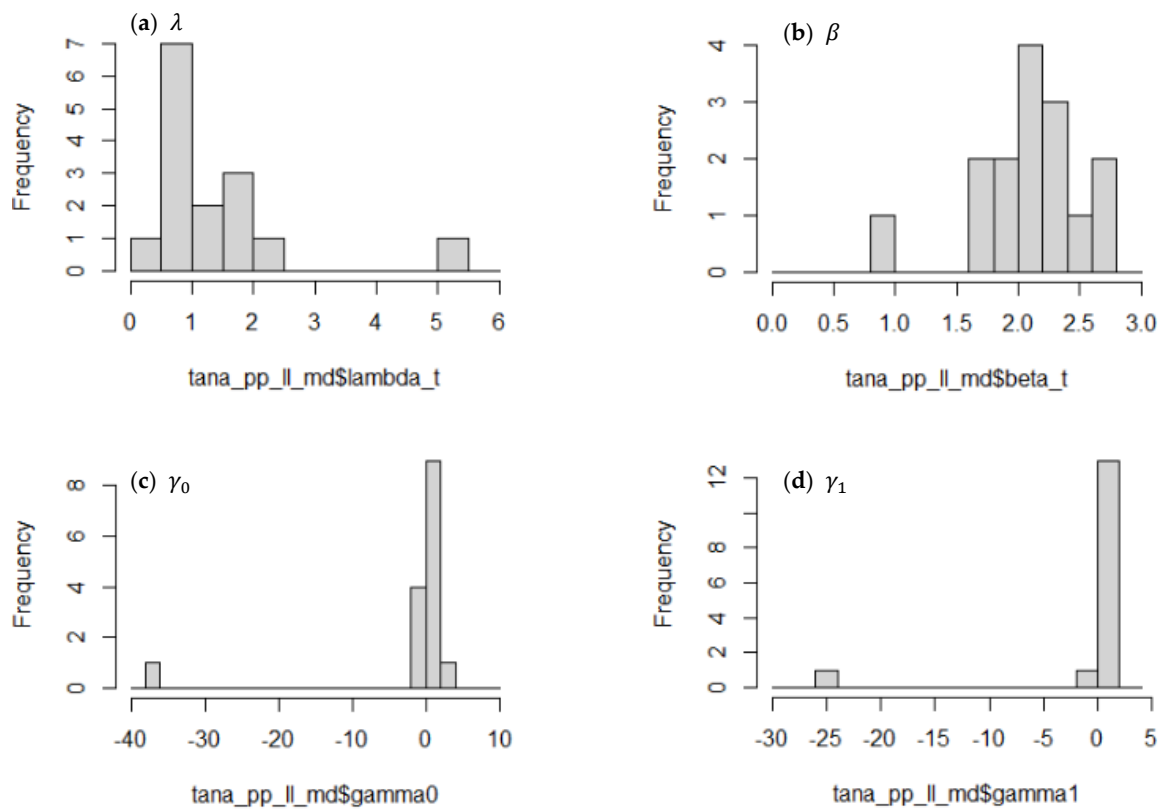 (a) λ
7
6
5
4
3
2
1
0
Frequency
0 1 2 3 4 5 6
tana_pp_ll_md$lambda_t
(b) β
4
3
2
1
0
Frequency
0.0 0.5 1.0 1.5 2.0 2.5 3.0
tana_pp_ll_md$beta_t
(c) γ₀
8
6
4
2
0
Frequency
-40 -30 -20 -10 0 10
tana_pp_ll_md$gamma0
(d) γ₁
12
8
6
4
2
0
Frequency
-30 -25 -20 -15 -10 -5 0 5
tana_pp_ll_md$gamma1